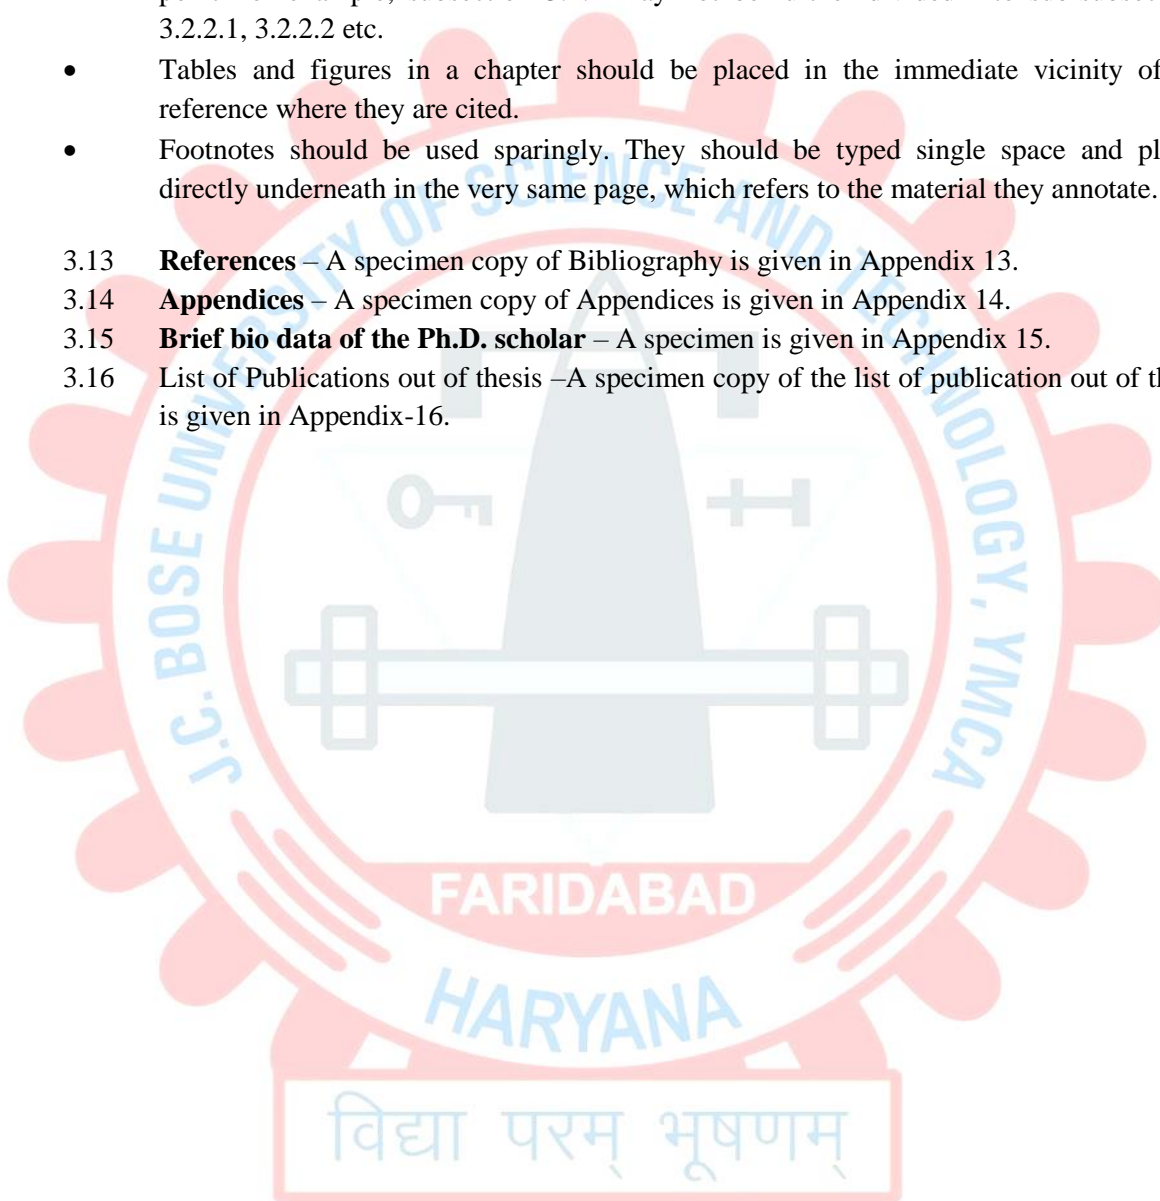 3.2.2.1, 3.2.2.2 etc.
• Tables and figures in a chapter should be placed in the immediate vicinity of
reference where they are cited.
• Footnotes should be used sparingly. They should be typed single space and pl
directly underneath in the very same page, which refers to the material they annotate.
3.13 References – A specimen copy of Bibliography is given in Appendix 13.
3.14 Appendices – A specimen copy of Appendices is given in Appendix 14.
3.15 Brief bio data of the Ph.D. scholar – A specimen is given in Appendix 15.
3.16 List of Publications out of thesis –A specimen copy of the list of publication out of th
is given in Appendix-16.
J.C. BOSE UNIVERSITY OF SCIENCE AND TECHNOLOGY, YMCA
FARIDABAD
HARYANA
विद्या परम् भूषणम्